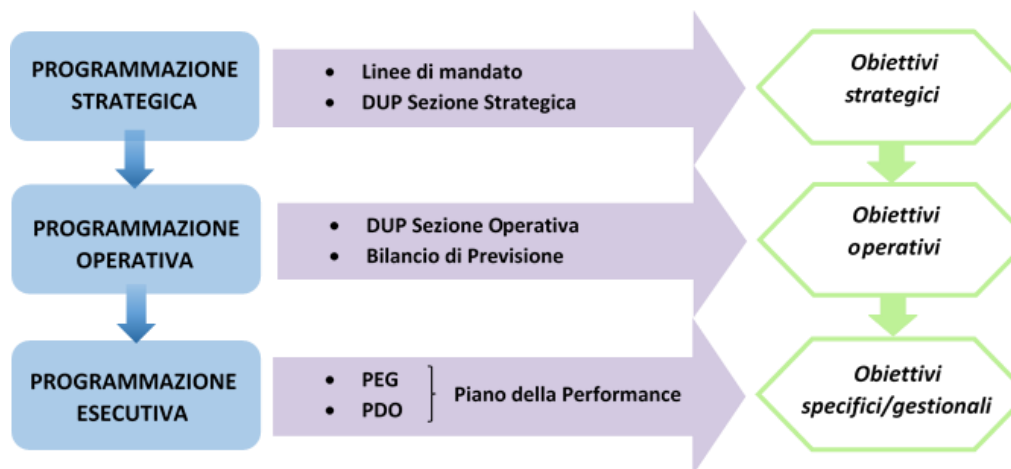 PROGRAMMAZIONE
STRATEGICA
• Linee di mandato
• DUP Sezione Strategica
Obiettivi
strategici
PROGRAMMAZIONE
OPERATIVA
• DUP Sezione Operativa
• Bilancio di Previsione
Obiettivi
operativi
PROGRAMMAZIONE
ESECUTIVA
• PEG
• PDO
Piano della Performance
Obiettivi
specifici/gestionali